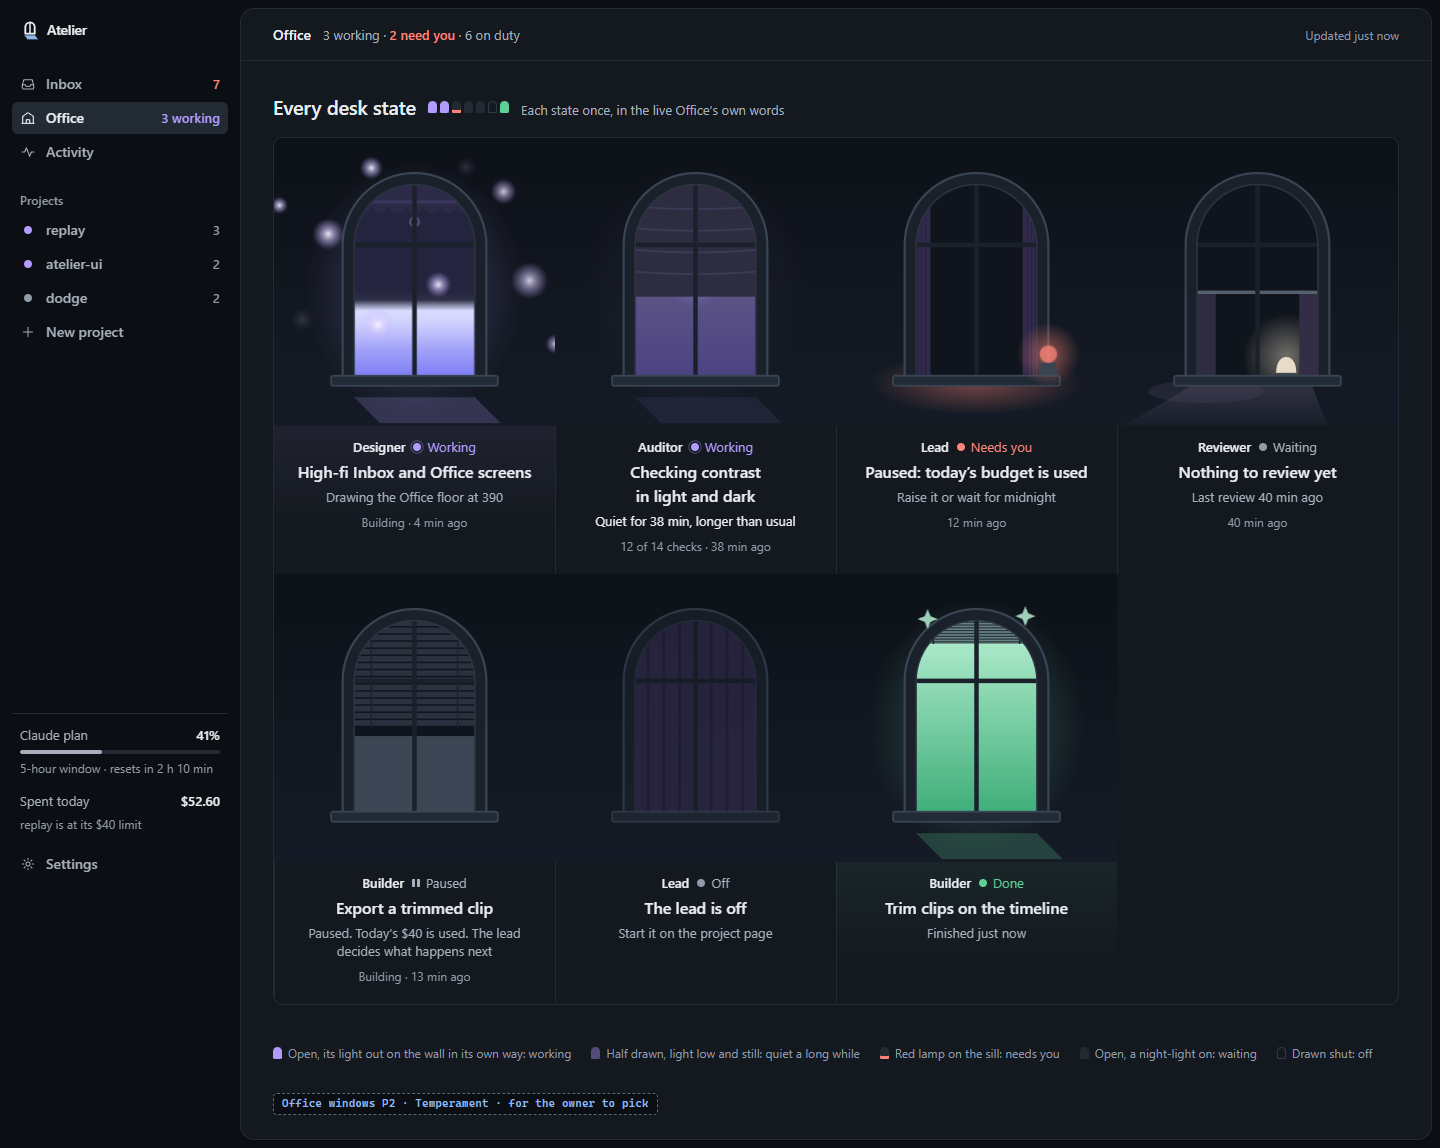 Atelier
Inbox 7
Office 3 working
Activity
Projects
replay 3
atelier-ui 2
dodge 2
New project
Claude plan 41%
5-hour window · resets in 2 h 10 min
Spent today $52.60
replay is at its $40 limit
Settings
Office 3 working · 2 need you · 6 on duty
Updated just now
Every desk state
Each state once, in the live Office's own words
Designer Working
High-fi Inbox and Office screens
Drawing the Office floor at 390
Building · 4 min ago
Auditor Working
Checking contrast
in light and dark
Quiet for 38 min, longer than usual
12 of 14 checks · 38 min ago
Lead Needs you
Paused: today's budget is used
Raise it or wait for midnight
12 min ago
Reviewer Waiting
Nothing to review yet
Last review 40 min ago
40 min ago
Builder Paused
Export a trimmed clip
Paused. Today's $40 is used. The lead
decides what happens next
Building · 13 min ago
Lead Off
The lead is off
Start it on the project page
Builder Done
Trim clips on the timeline
Finished just now
Open, its light out on the wall in its own way: working
Half drawn, light low and still: quiet a long while
Red lamp on the sill: needs you
Open, a night-light on: waiting
Drawn shut: off
Office windows P2 · Temperament · for the owner to pick